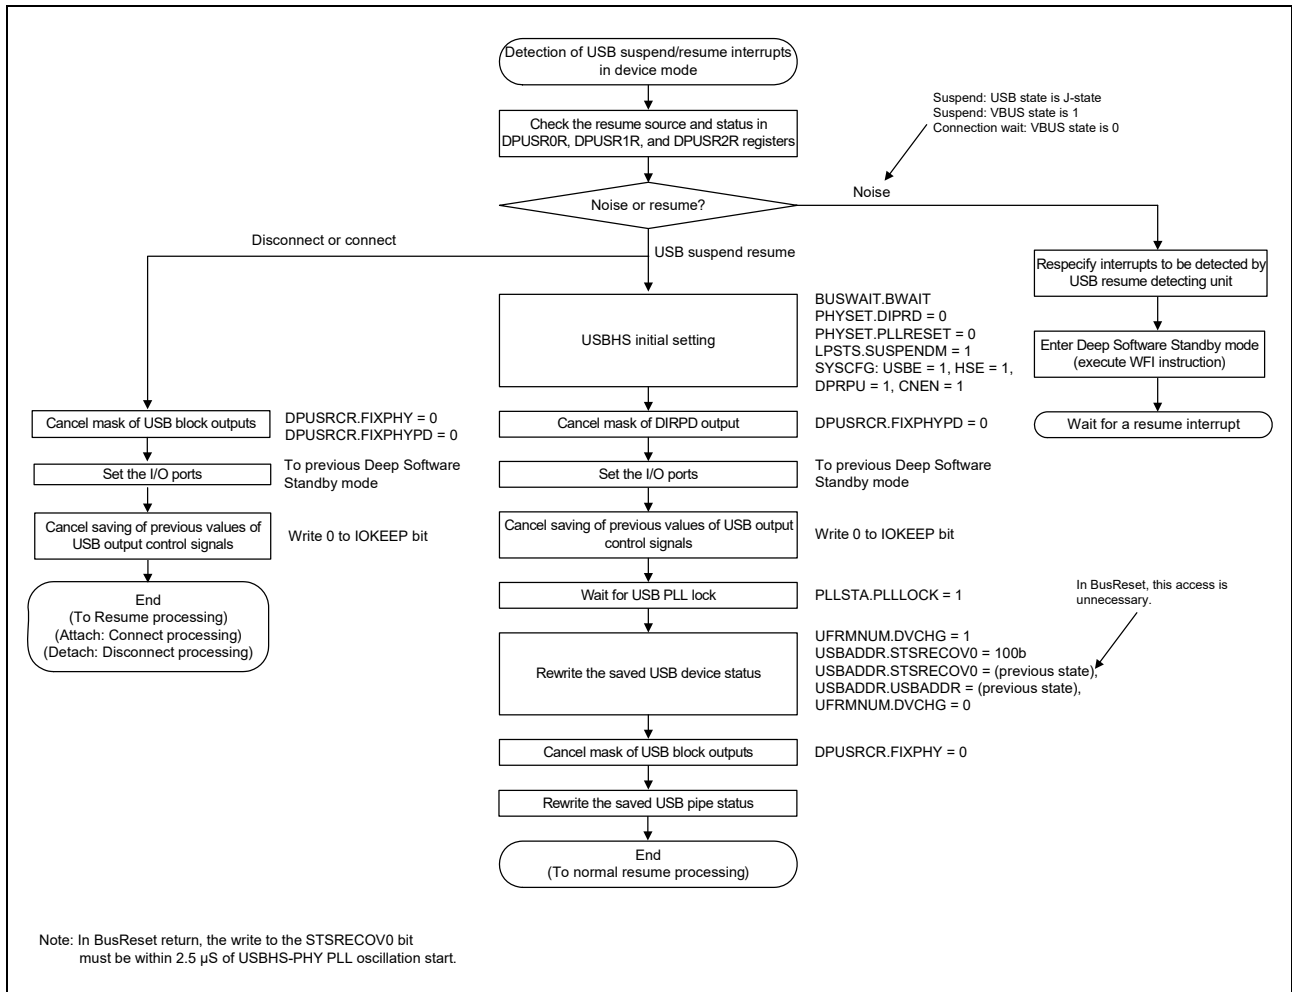 Detection of USB suspend/resume interrupts
in device mode
Suspend: USB state is J-state
Suspend: VBUS state is 1
Connection wait: VBUS state is 0
Check the resume source and status in
DPUSR0R, DPUSR1R, and DPUSR2R registers
Noise
Noise or resume?
Disconnect or connect
USB suspend resume
Respecify interrupts to be detected by
USB resume detecting unit
USBHS initial setting
BUSWAIT.BWAIT
PHYSET.DIPRD = 0
PHYSET.PLLRESET = 0
LPSTS.SUSPENDM = 1
SYSCFG: USBE = 1, HSE = 1,
DPRPU = 1, CNEN = 1
Enter Deep Software Standby mode
(execute WFI instruction)
Wait for a resume interrupt
Cancel mask of USB block outputs
DPUSRCR.FIXPHY = 0
DPUSRCR.FIXPHYPD = 0
Cancel mask of DIRPD output
DPUSRCR.FIXPHYPD = 0
Set the I/O ports
To previous Deep Software
Standby mode
Set the I/O ports
To previous Deep Software
Standby mode
Cancel saving of previous values of
USB output control signals
Write 0 to IOKEEP bit
Cancel saving of previous values of USB output
control signals
Write 0 to IOKEEP bit
End
(To Resume processing)
(Attach: Connect processing)
(Detach: Disconnect processing)
Wait for USB PLL lock
PLLSTA.PLLLOCK = 1
In BusReset, this access is
unnecessary.
Rewrite the saved USB device status
UFRMNUM.DVCHG = 1
USBADDR.STSRECOV0 = 100b
USBADDR.STSRECOV0 = (previous state),
USBADDR.USBADDR = (previous state),
UFRMNUM.DVCHG = 0
Cancel mask of USB block outputs
DPUSRCR.FIXPHY = 0
Rewrite the saved USB pipe status
End
(To normal resume processing)
Note: In BusReset return, the write to the STSRECOV0 bit
must be within 2.5 µS of USBHS-PHY PLL oscillation start.